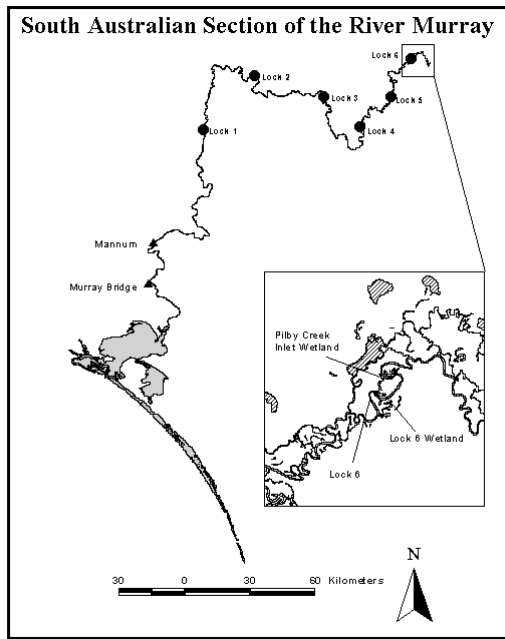 South Australian Section of the River Murray
Lock 6
Lock 2
Lock 3
Lock 5
Lock 1
Lock 4
Mannum
Murray Bridge
Pilby Creek
Inlet Wetland
Lock 6 Wetland
Lock 6
N
30 0 30 60 Kilometers